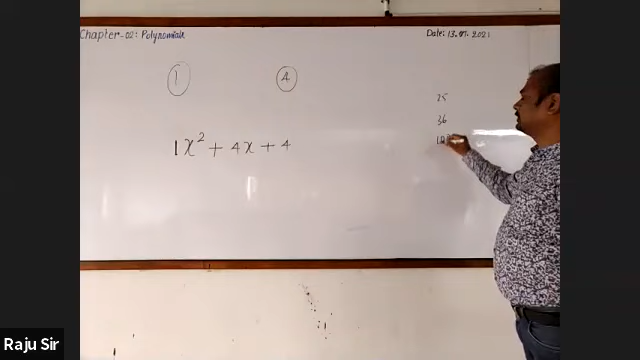 Chapter-02: Polynomials
Date: 13.07.2021
1
4
1x² + 4x + 4
25
36
Raju Sir